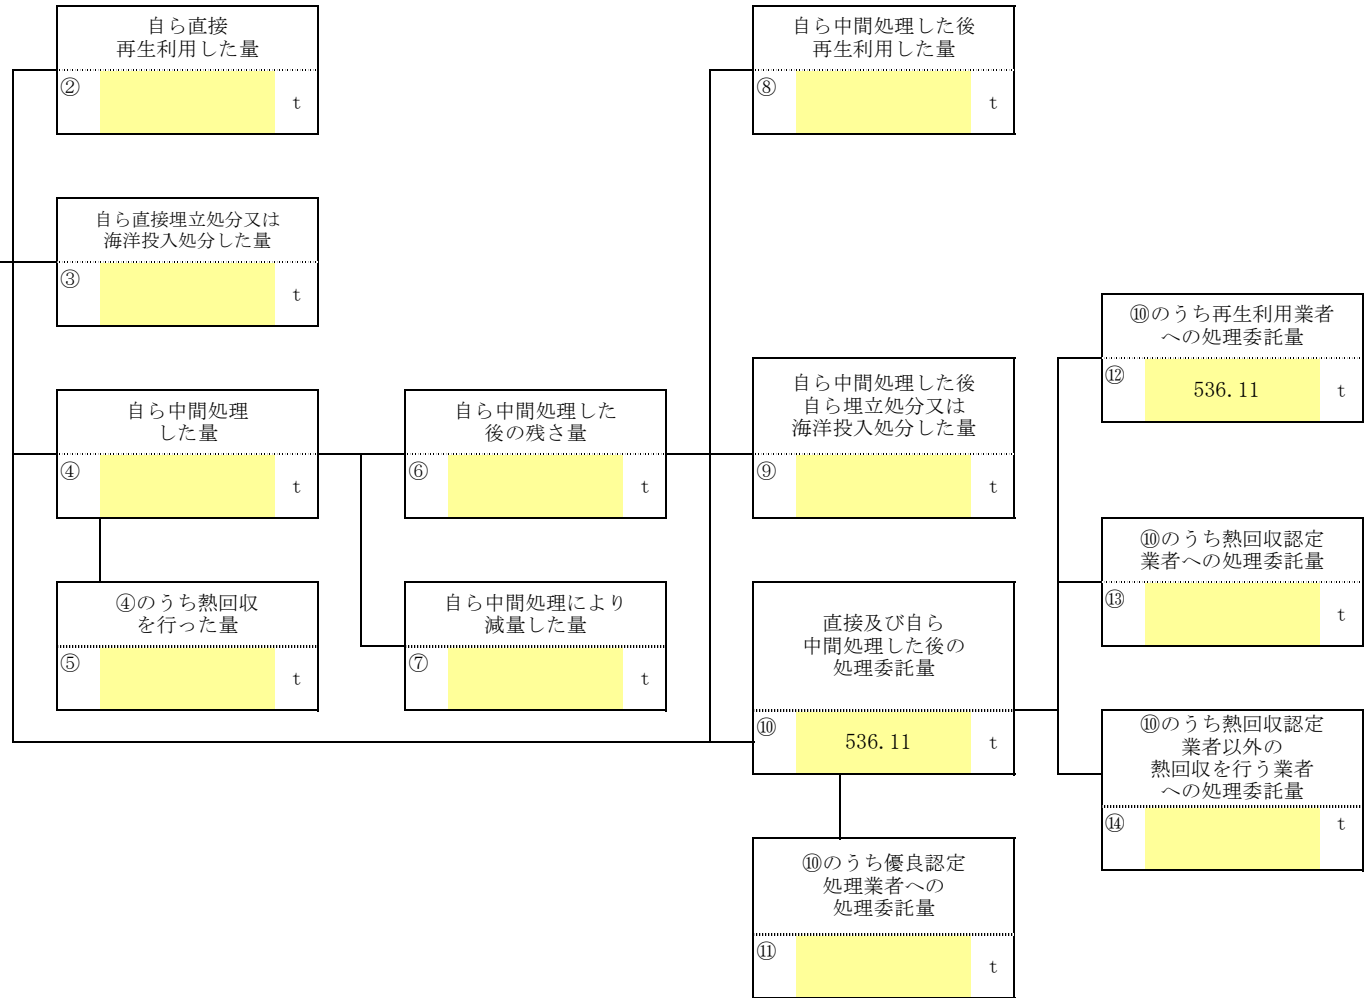 自ら直接
再生利用した量
②
t
自ら中間処理した後
再生利用した量
⑧
t
自ら直接埋立処分又は
海洋投入処分した量
③
t
⑩のうち再生利用業者
への処理委託量
⑫
536.11
t
自ら中間処理
した量
④
t
自ら中間処理した
後の残さ量
⑥
t
自ら中間処理した後
自ら埋立処分又は
海洋投入処分した量
⑨
t
⑩のうち熱回収認定
業者への処理委託量
⑬
t
④のうち熱回収
を行った量
⑤
t
自ら中間処理により
減量した量
⑦
t
直接及び自ら
中間処理した後の
処理委託量
⑩
536.11
t
⑩のうち熱回収認定
業者以外の
熱回収を行う業者
への処理委託量
⑭
t
⑩のうち優良認定
処理業者への
処理委託量
⑪
t